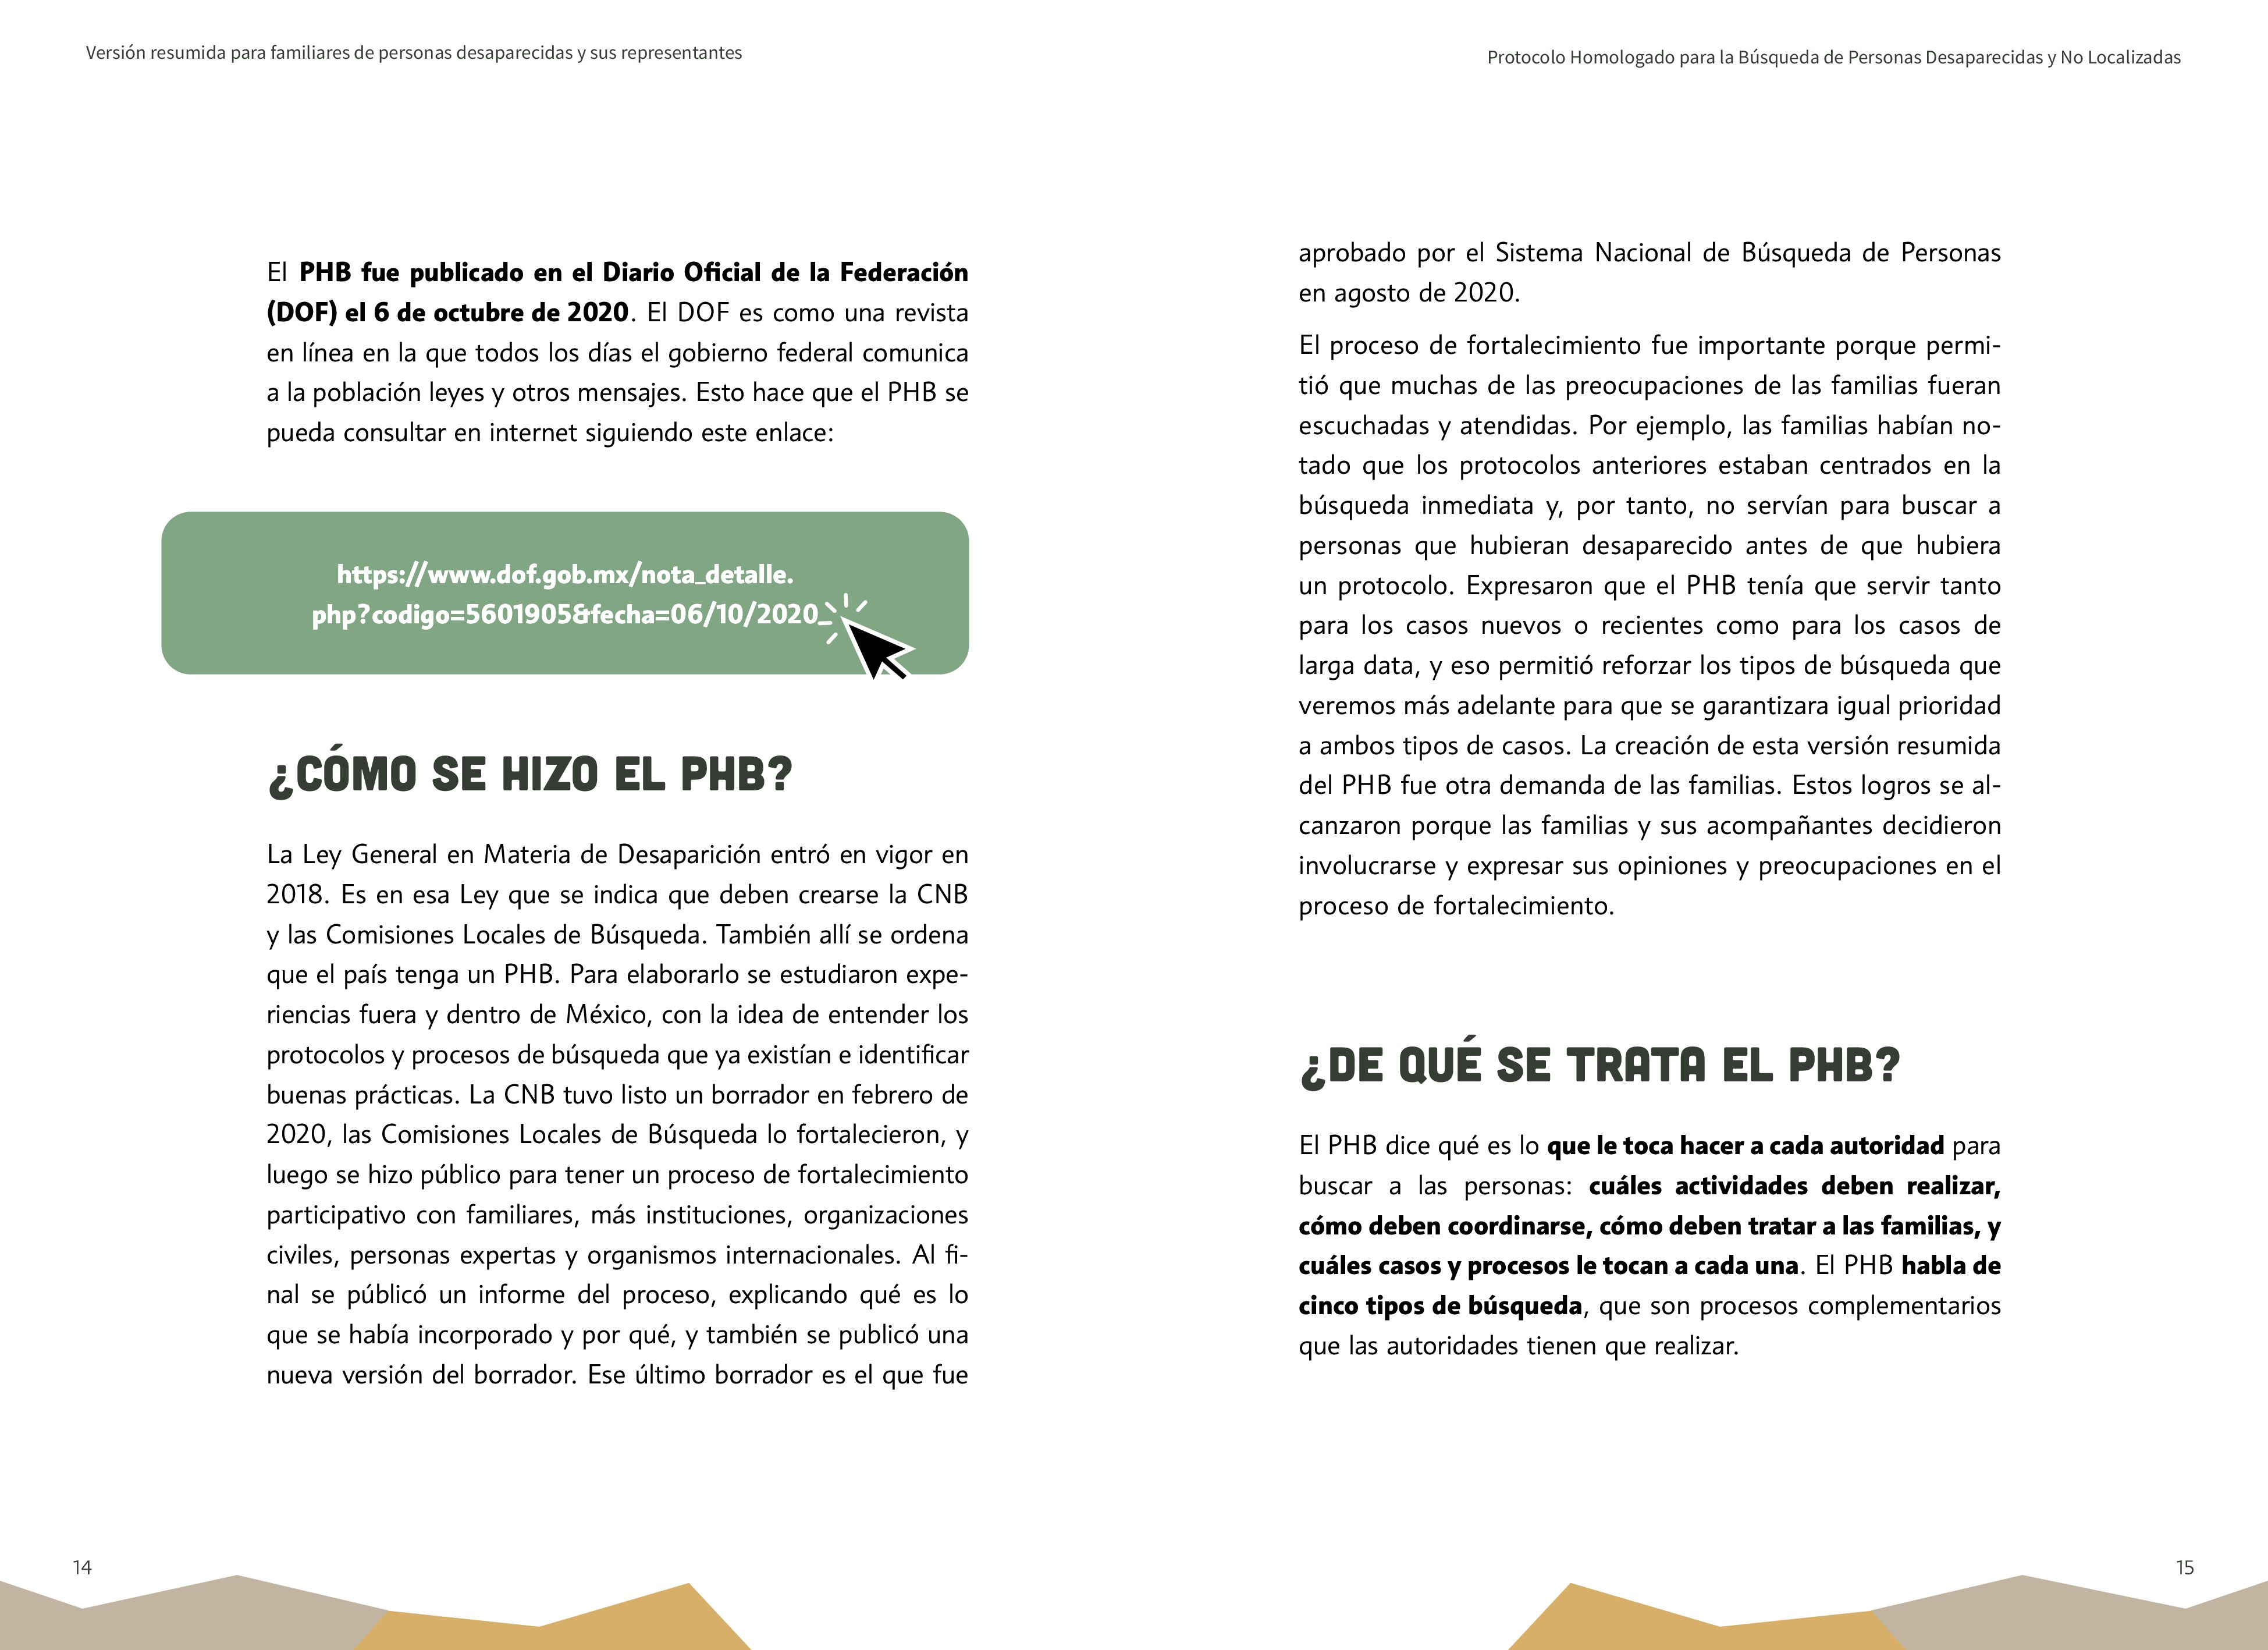 Versión resumida para familiares de personas desaparecidas y sus representantes
El PHB fue publicado en el Diario Oficial de la Federación
(DOF) el 6 de octubre de 2020. El DOF es como una revista
en línea en la que todos los días el gobierno federal comunica
a la población leyes y otros mensajes. Esto hace que el PHB se
pueda consultar en internet siguiendo este enlace:
https://www.dof.gob.mx/nota_detalle.
php?codigo=5601905&fecha=06/10/2020
¿CÓMO SE HIZO EL PHB?
La Ley General en Materia de Desaparición entró en vigor en
2018. Es en esa Ley que se indica que deben crearse la CNB
y las Comisiones Locales de Búsqueda. También allí se ordena
que el país tenga un PHB. Para elaborarlo se estudiaron expe-
riencias fuera y dentro de México, con la idea de entender los
protocolos y procesos de búsqueda que ya existían e identificar
buenas prácticas. La CNB tuvo listo un borrador en febrero de
2020, las Comisiones Locales de Búsqueda lo fortalecieron, y
luego se hizo público para tener un proceso de fortalecimiento
participativo con familiares, más instituciones, organizaciones
civiles, personas expertas y organismos internacionales. Al fi-
nal se públicó un informe del proceso, explicando qué es lo
que se había incorporado y por qué, y también se publicó una
nueva versión del borrador. Ese último borrador es el que fue
14
Protocolo Homologado para la Búsqueda de Personas Desaparecidas y No Localizadas
aprobado por el Sistema Nacional de Búsqueda de Personas
en agosto de 2020.
El proceso de fortalecimiento fue importante porque permi-
tió que muchas de las preocupaciones de las familias fueran
escuchadas y atendidas. Por ejemplo, las familias habían no-
tado que los protocolos anteriores estaban centrados en la
búsqueda inmediata y, por tanto, no servían para buscar a
personas que hubieran desaparecido antes de que hubiera
un protocolo. Expresaron que el PHB tenía que servir tanto
para los casos nuevos o recientes como para los casos de
larga data, y eso permitió reforzar los tipos de búsqueda que
veremos más adelante para que se garantizara igual prioridad
a ambos tipos de casos. La creación de esta versión resumida
del PHB fue otra demanda de las familias. Estos logros se al-
canzaron porque las familias y sus acompañantes decidieron
involucrarse y expresar sus opiniones y preocupaciones en el
proceso de fortalecimiento.
¿DE QUÉ SE TRATA EL PHB?
El PHB dice qué es lo que le toca hacer a cada autoridad para
buscar a las personas: cuáles actividades deben realizar,
cómo deben coordinarse, cómo deben tratar a las familias, y
cuáles casos y procesos le tocan a cada una. El PHB habla de
cinco tipos de búsqueda, que son procesos complementarios
que las autoridades tienen que realizar.
15